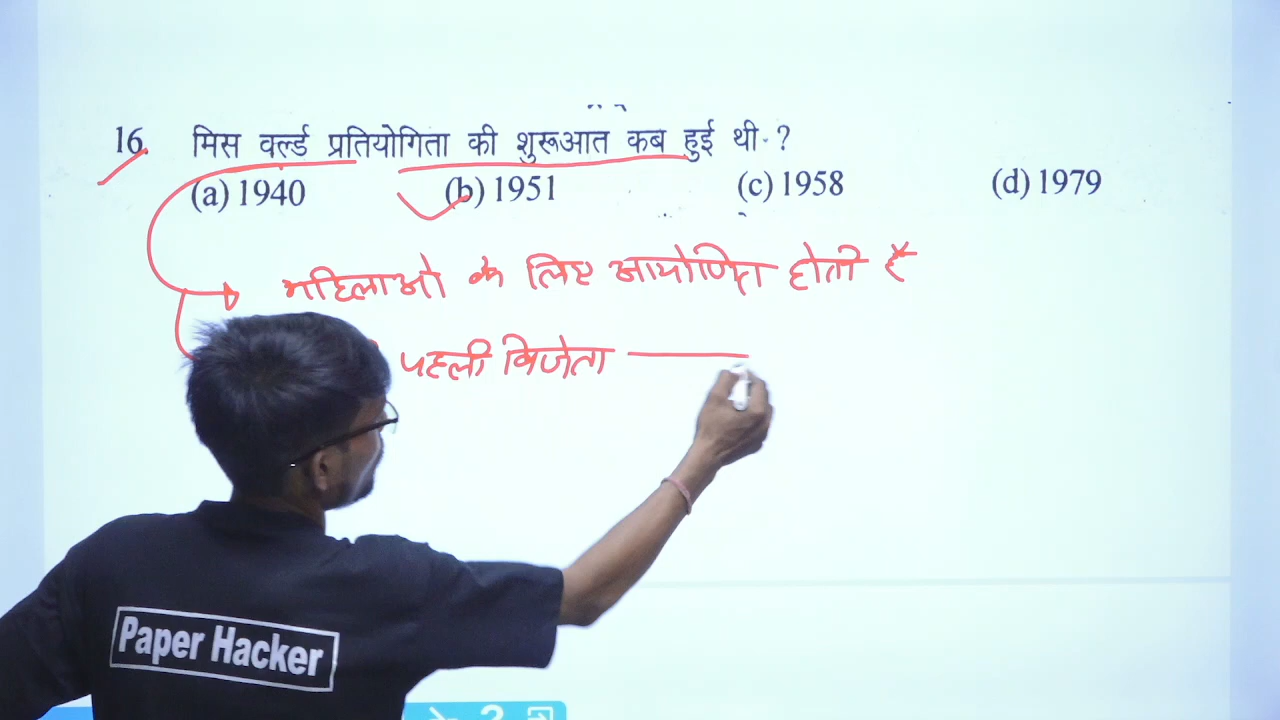 16. मिस वर्ल्ड प्रतियोगिता की शुरूआत कब हुई थी ?
(a) 1940 (b) 1951 (c) 1958 (d) 1979
महिलाओ के लिए आयोजित होती है
पहली विजेता
Paper Hacker